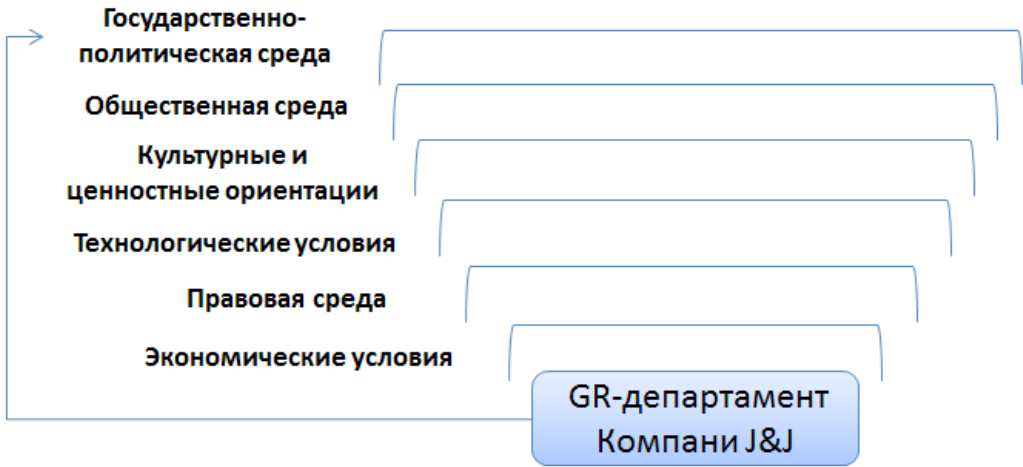 Государственно-
политическая среда
Общественная среда
Культурные и
ценностные ориентации
Технологические условия
Правовая среда
Экономические условия
GR-департамент
Компани J&J